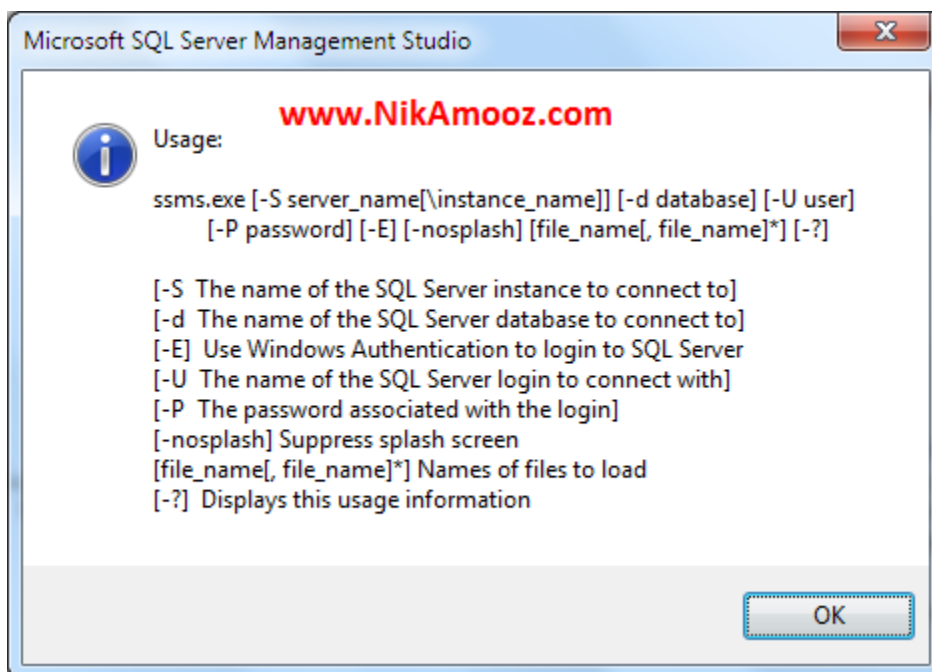 Microsoft SQL Server Management Studio
www.NikAmooz.com
Usage:
ssms.exe [-S server_name[\instance_name]] [-d database] [-U user]
[-P password] [-E] [-nosplash] [file_name[, file_name]*] [-?]
[-S  The name of the SQL Server instance to connect to]
[-d  The name of the SQL Server database to connect to]
[-E]  Use Windows Authentication to login to SQL Server
[-U  The name of the SQL Server login to connect with]
[-P  The password associated with the login]
[-nosplash] Suppress splash screen
[file_name[, file_name]*] Names of files to load
[-?]  Displays this usage information
OK